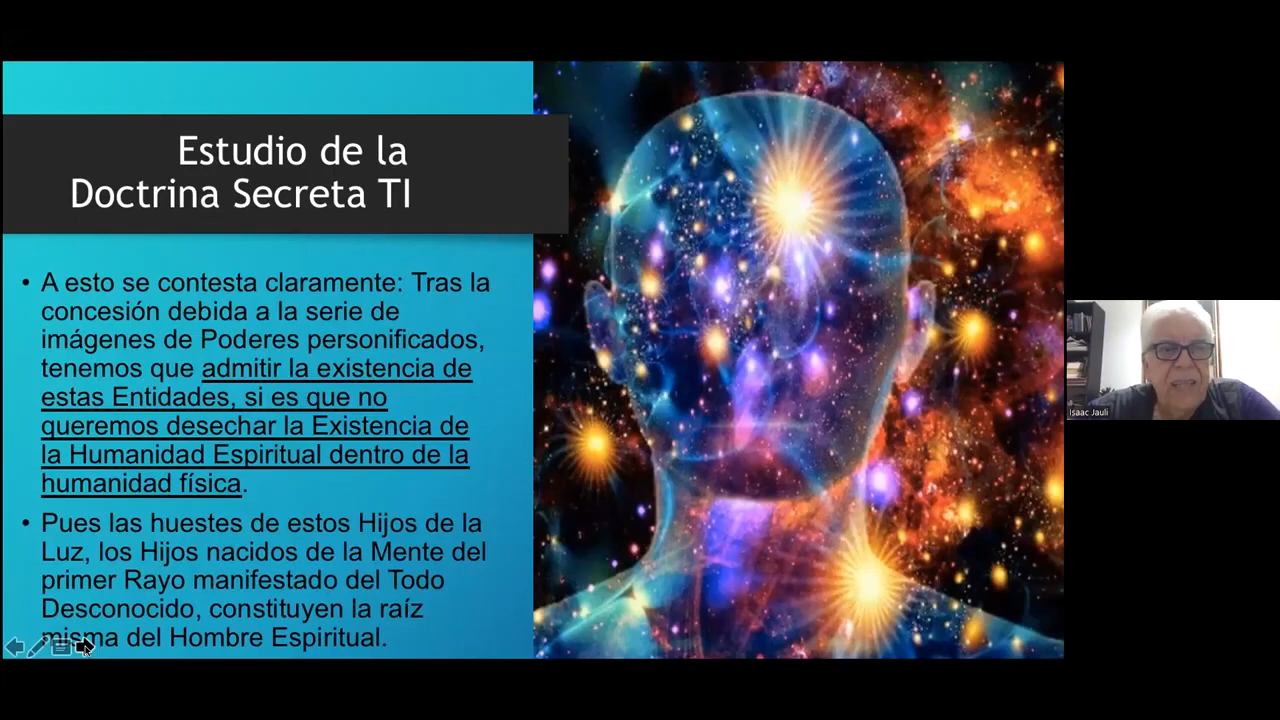 Estudio de la
Doctrina Secreta TI
• A esto se contesta claramente: Tras la
concesión debida a la serie de
imágenes de Poderes personificados,
tenemos que admitir la existencia de
estas Entidades, si es que no
queremos desechar la Existencia de
la Humanidad Espiritual dentro de la
humanidad física.
• Pues las huestes de estos Hijos de la
Luz, los Hijos nacidos de la Mente del
primer Rayo manifestado del Todo
Desconocido, constituyen la raíz
misma del Hombre Espiritual.
Isaac Jauli